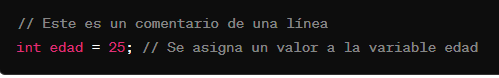 // Este es un comentario de una línea
int edad = 25; // Se asigna un valor a la variable edad